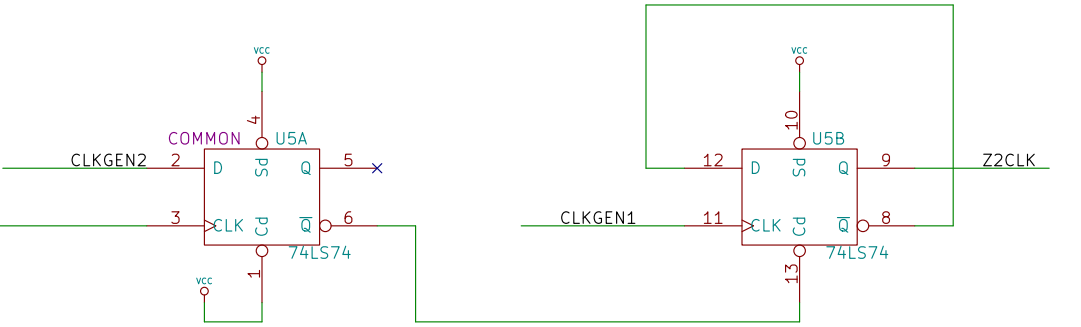 vcc
vcc
4
10
COMMON
U5A
U5B
CLKGEN2
2
D
Sd
Q
5
12
D
Sd
Q
9
Z2CLK
3
CLK
Cd
Q
6
CLKGEN1
11
CLK
Cd
Q
8
74LS74
74LS74
1
13
vcc